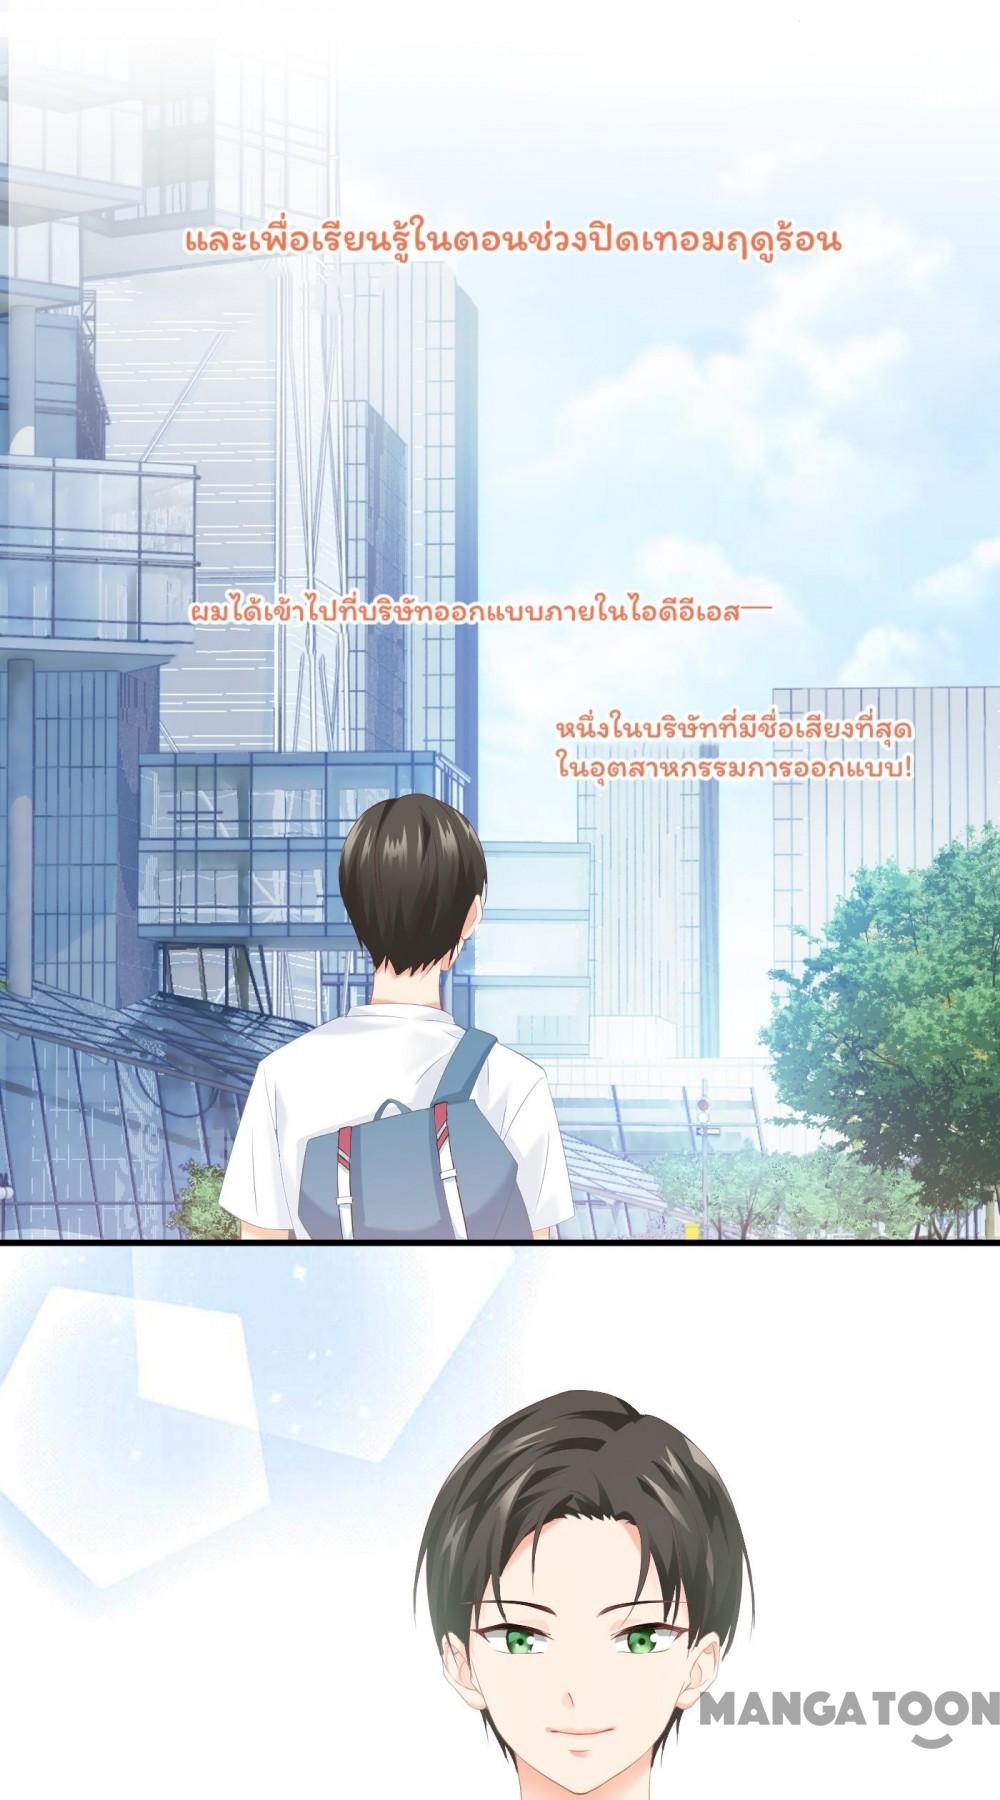 และเพื่อเรียนรู้ในตอนช่วงปิดเทอมฤดูร้อน
ผมได้เข้าไปที่บริษัทออกแบบภายในไอดีอีเอส—
หนึ่งในบริษัทที่มีชื่อเสียงที่สุด
ในอุตสาหกรรมการออกแบบ!
MANGATOON